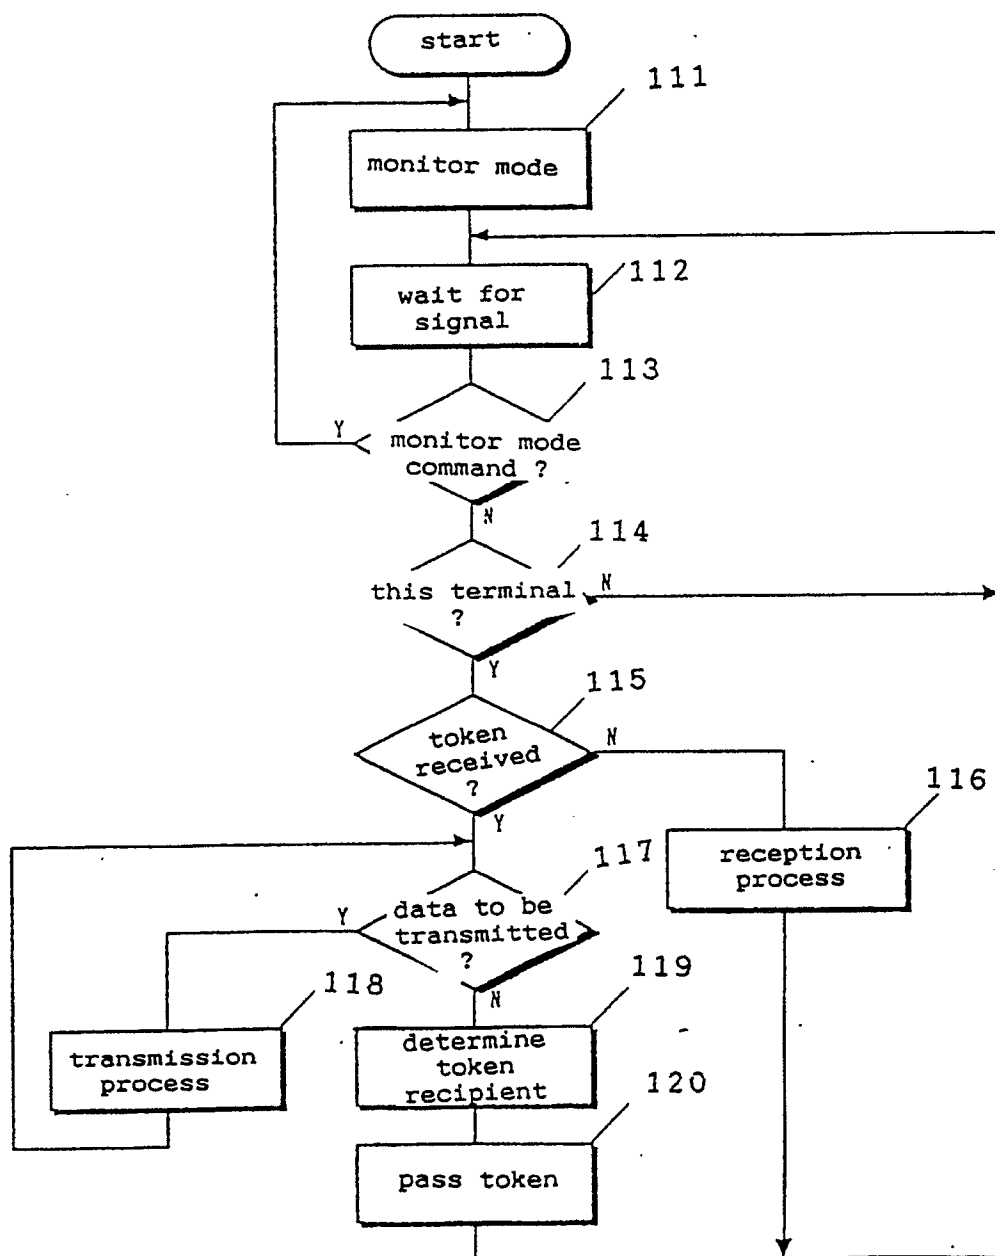 start
111
monitor mode
112
wait for
signal
113
Y
monitor mode
command ?
N
114
this terminal
?
N
Y
115
token
received
?
N
Y
116
reception
process
117
Y
data to be
transmitted
?
N
118
transmission
process
119
determine
token
recipient
120
pass token